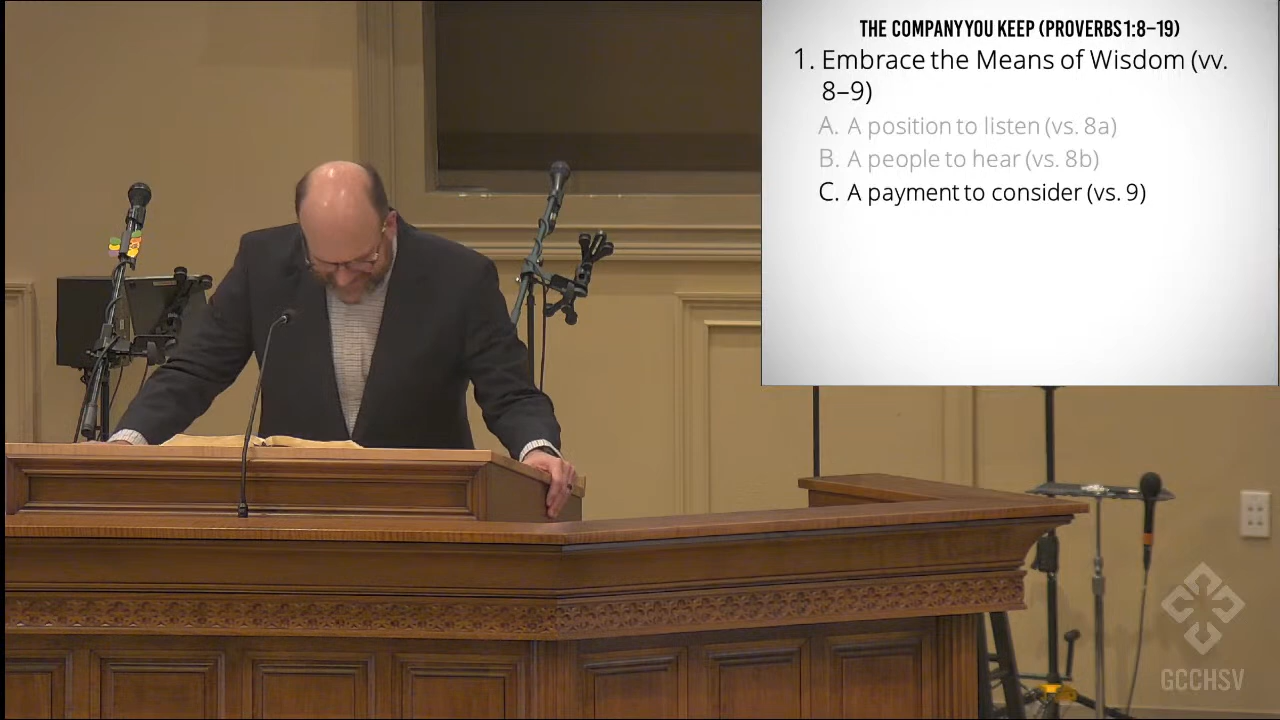 THE COMPANY YOU KEEP (PROVERBS 1:8–19)
1. Embrace the Means of Wisdom (vv.
8–9)
A. A position to listen (vs. 8a)
B. A people to hear (vs. 8b)
C. A payment to consider (vs. 9)
GCCHSV